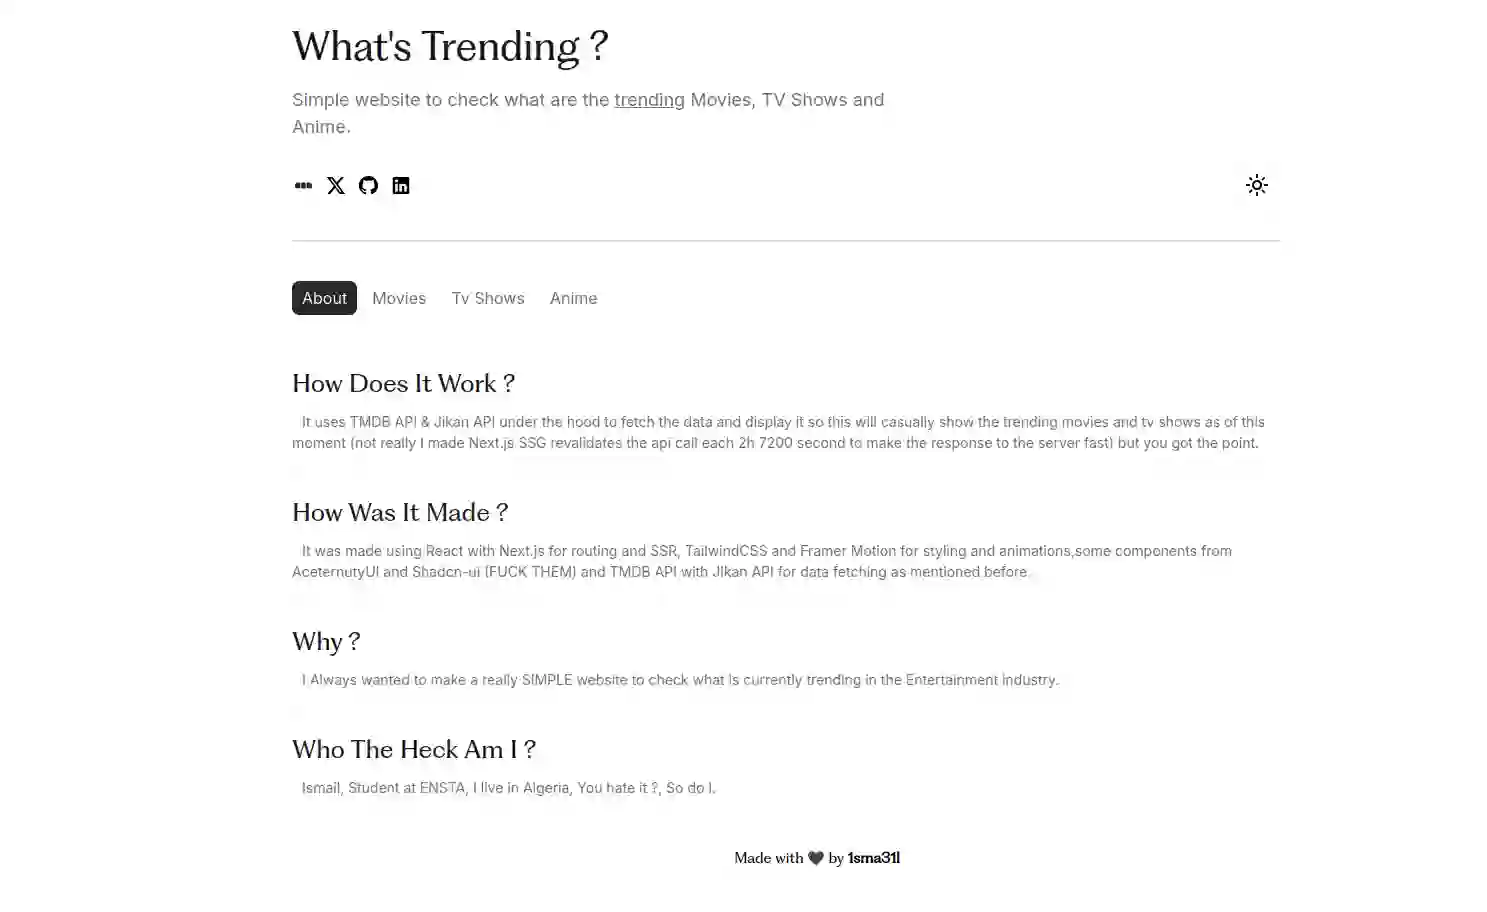 What's Trending ?
Simple website to check what are the trending Movies, TV Shows and
Anime.
About Movies Tv Shows Anime
How Does It Work ?
It uses TMDB API & Jikan API under the hood to fetch the data and display it so this will casually show the trending movies and tv shows as of this
moment (not really I made Next.js SSG revalidates the api call each 2h 7200 second to make the response to the server fast) but you got the point.
How Was It Made ?
It was made using React with Next.js for routing and SSR, TailwindCSS and Framer Motion for styling and animations,some components from
AceternutyUI and Shadcn-ui (FUCK THEM) and TMDB API with Jikan API for data fetching as mentioned before.
Why ?
I Always wanted to make a really SIMPLE website to check what is currently trending in the Entertainment industry.
Who The Heck Am I ?
Ismail, Student at ENSTA, I live in Algeria, You hate it ?, So do I.
Made with 🖤 by 1sma31l